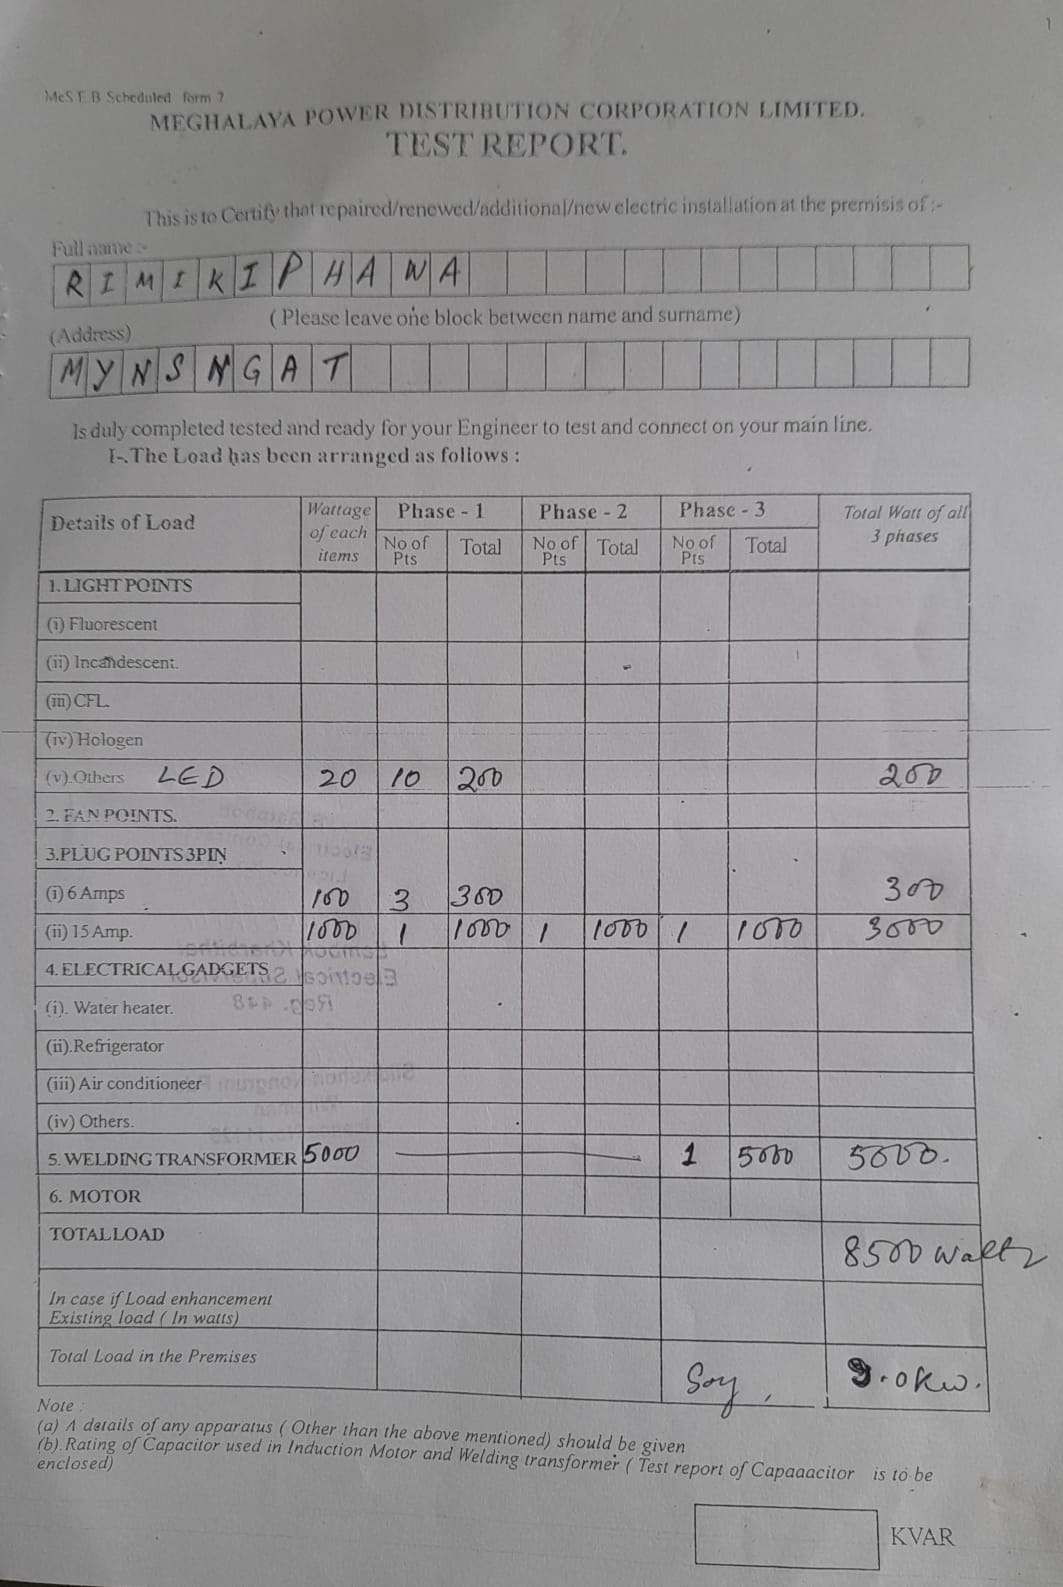 1
MeS E B Scheduled form 7
MEGHALAYA POWER DISTRIBUTION CORPORATION LIMITED.
TEST REPORT.
This is to Certify that repaired/renewed/additional/new electric installation at the premisis of :-
Full name :-
RIMIKIPHAWA
( Please leave one block between name and surname)
(Address)
MYNSNGAT
Is duly completed tested and ready for your Engineer to test and connect on your main line.
I-.The Load has been arranged as follows :
Details of Load Wattage of each items Phase - 1 Phase - 2 Phase - 3 Total Watt of all 3 phases
No of Pts Total No of Pts Total No of Pts Total
1. LIGHT POINTS
(i) Fluorescent
(ii) Incandescent.
(iii) CFL.
(iv) Hologen
(v).Others LED 20 10 200 200
2. FAN POINTS.
3.PLUG POINTS 3PIN
(i) 6 Amps 100 3 300 300
(ii) 15 Amp. 1000 1 1000 1 1000 1 1000 3000
4. ELECTRICAL GADGETS
(i). Water heater.
(ii).Refrigerator
(iii) Air conditioneer
(iv) Others.
5. WELDING TRANSFORMER 5000 1 5000 5000.
6. MOTOR
TOTAL LOAD 8500 Watts
In case if Load enhancement
Existing load ( In watts)
Total Load in the Premises Say, 9.0 KW.
Note :
(a) A details of any apparatus ( Other than the above mentioned) should be given
(b).Rating of Capacitor used in Induction Motor and Welding transformer ( Test report of Capaaacitor is to be
enclosed)
KVAR